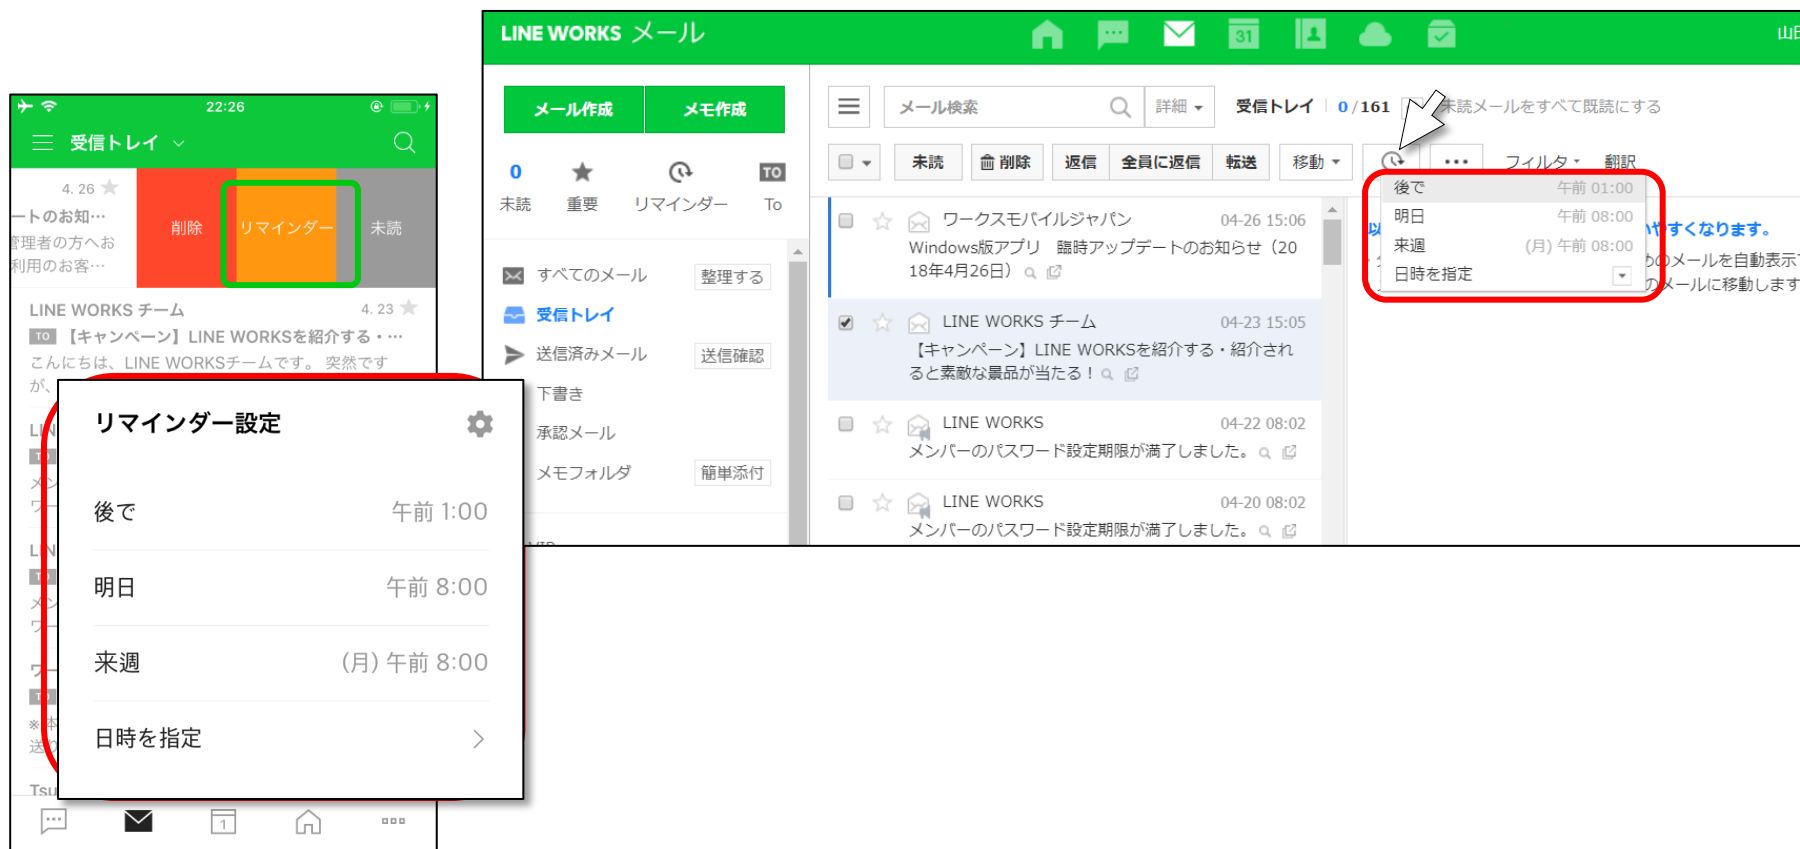 22:26
受信トレイ
4. 26
ートのお知…
管理者の方へお
利用のお客…
削除
リマインダー
未読
LINE WORKS チーム
4. 23
TO 【キャンペーン】LINE WORKSを紹介する・…
こんにちは、LINE WORKSチームです。 突然です
が、
リマインダー設定
後で
午前 1:00
明日
午前 8:00
来週
(月) 午前 8:00
日時を指定
LIN
メン
ワー
LIN
メン
ワー
ワー
※本
送り
Tsu
1
LINE WORKS メール
31
メール作成
メモ作成
0
TO
未読
重要
リマインダー
To
すべてのメール
整理する
受信トレイ
送信済みメール
送信確認
下書き
承認メール
メモフォルダ
簡単添付
メール検索
詳細
受信トレイ
0/161
未読メールをすべて既読にする
未読
削除
返信
全員に返信
転送
移動
フィルタ
翻訳
ワークスモバイルジャパン
04-26 15:06
Windows版アプリ 臨時アップデートのお知らせ（20
18年4月26日）
LINE WORKS チーム
04-23 15:05
【キャンペーン】LINE WORKSを紹介する・紹介され
ると素敵な景品が当たる！
LINE WORKS
04-22 08:02
メンバーのパスワード設定期限が満了しました。
LINE WORKS
04-20 08:02
メンバーのパスワード設定期限が満了しました。
後で
午前 01:00
明日
午前 08:00
来週
(月) 午前 08:00
日時を指定
やすくなります。
のメールを自動表示
のメールに移動します